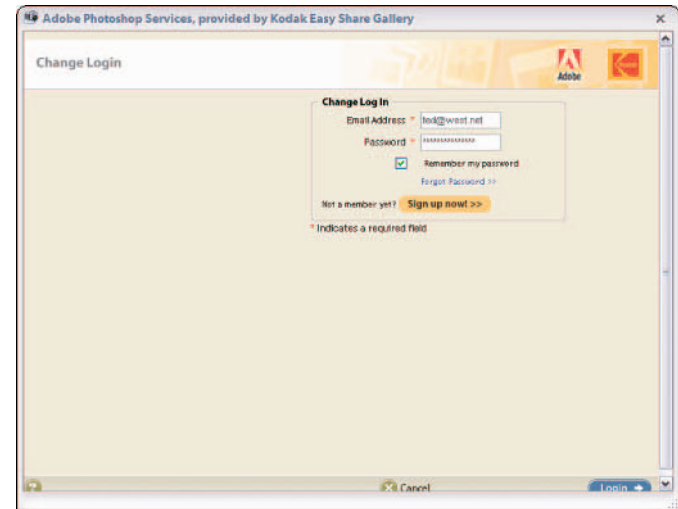 Adobe Photoshop Services, provided by Kodak Easy Share Gallery
Change Login
Adobe
Kodak
Change Log In
Email Address * ted@west.net
Password * *************
Remember my password
Forgot Password >>
Not a member yet? Sign up now! >>
* Indicates a required field
? Cancel Login